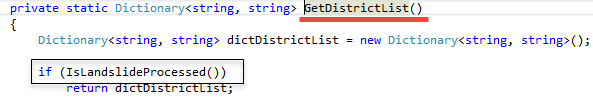 private static Dictionary<string, string> GetDistrictList()
{
Dictionary<string, string> dictDistrictList = new Dictionary<string, string>();
if (IsLandslideProcessed())
return dictDistrictList;